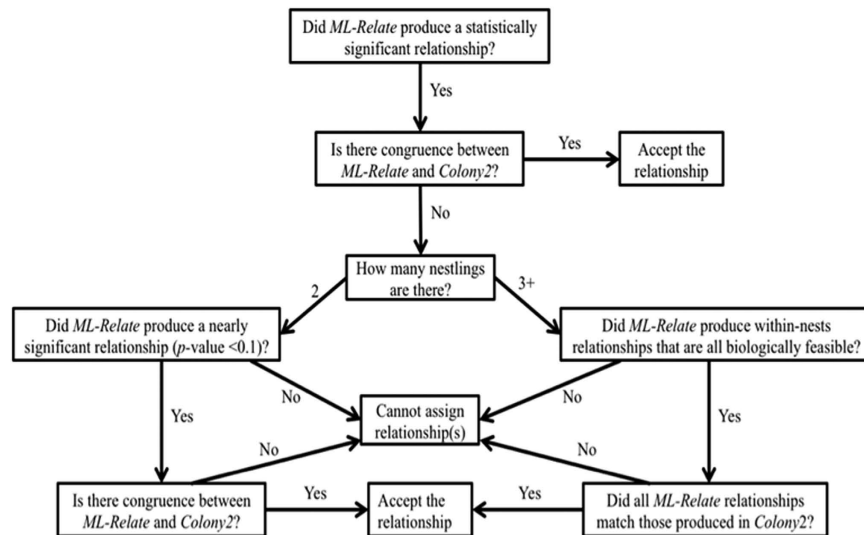 Did ML-Relate produce a statistically
significant relationship?
Yes
Is there congruence between
ML-Relate and Colony2?
Yes
Accept the
relationship
No
How many nestlings
are there?
2
3+
Did ML-Relate produce a nearly
significant relationship (p-value <0.1)?
Did ML-Relate produce within-nests
relationships that are all biologically feasible?
No
No
Yes
Cannot assign
relationship(s)
Yes
No
No
Is there congruence between
ML-Relate and Colony2?
Yes
Accept the
relationship
Yes
Did all ML-Relate relationships
match those produced in Colony2?